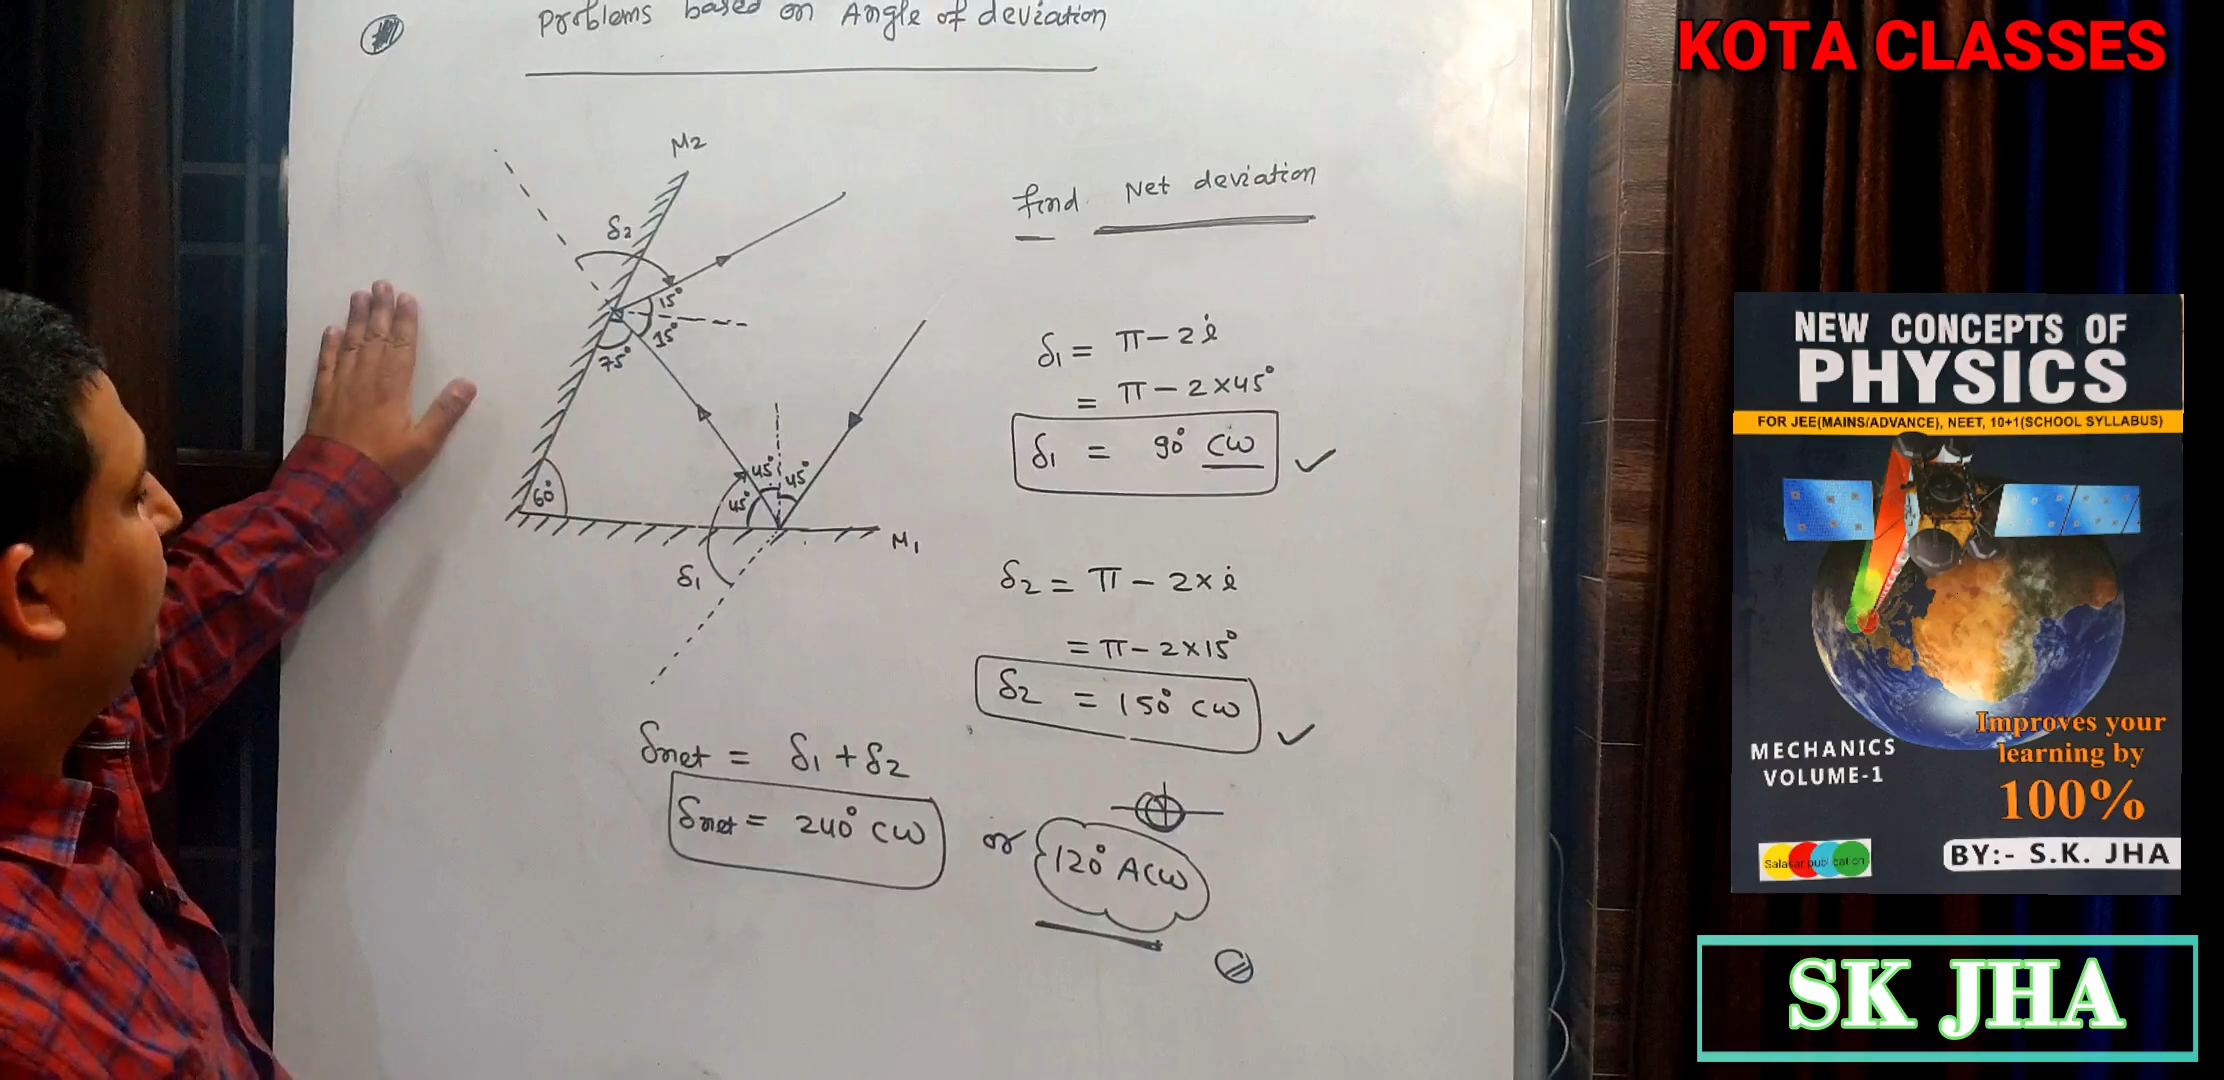 Problems based on Angle of deviation
M2
δ2
15°
15°
75°
45°
45°
45°
60°
M1
δ1
find Net deviation
δ1 = π - 2i
= π - 2 × 45°
δ1 = 90° CW
δ2 = π - 2 × i
= π - 2 × 15°
δ2 = 150° CW
δnet = δ1 + δ2
δnet = 240° CW or 120° ACW
KOTA CLASSES
NEW CONCEPTS OF
PHYSICS
FOR JEE(MAINS/ADVANCE), NEET, 10+1(SCHOOL SYLLABUS)
Improves your
learning by
100%
MECHANICS
VOLUME-1
Salasar publication
BY:- S.K. JHA
SK JHA